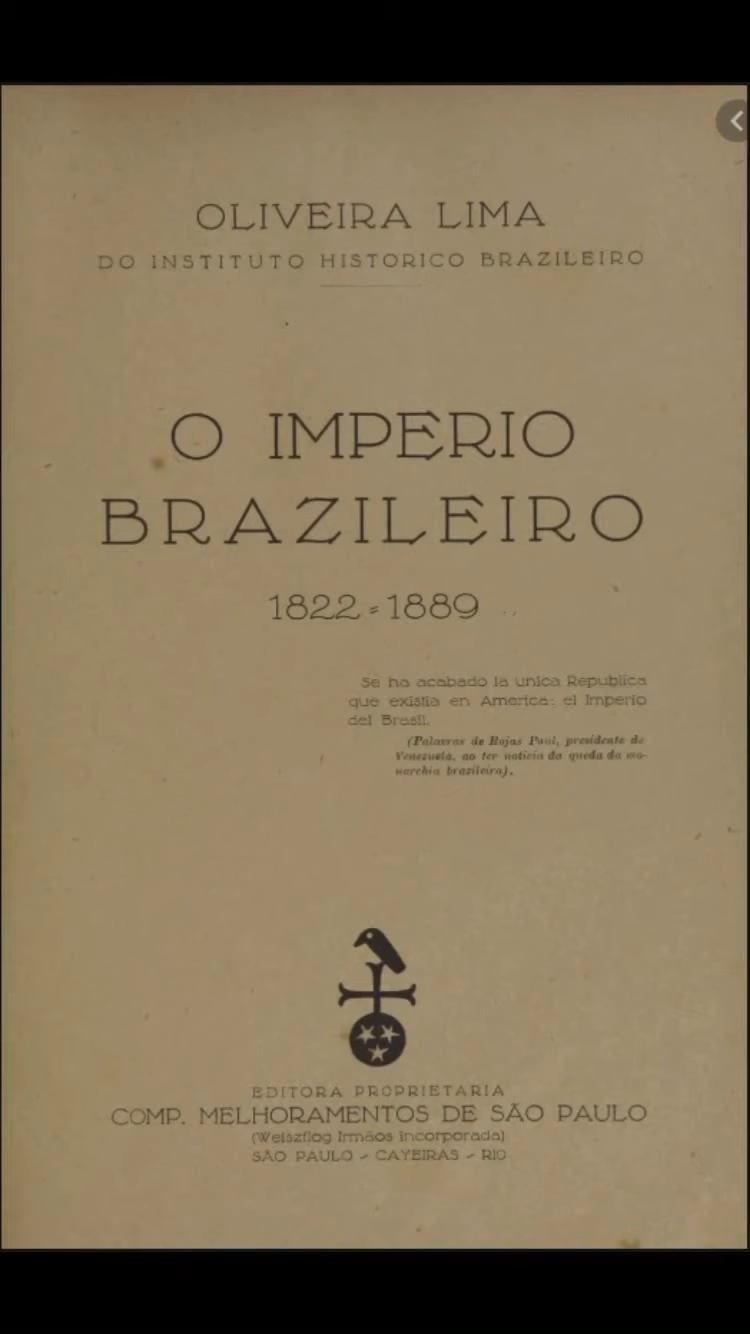 OLIVEIRA LIMA
DO INSTITUTO HISTORICO BRAZILEIRO
O IMPERIO
BRAZILEIRO
1822-1889
Se ha acabado la unica Republica
que existia en America: el Imperio
del Brasil.
(Palavras de Rojas Paul, presidente de
Venezuela, ao ter noticia da queda da mo-
narchia brazileira).
EDITORA PROPRIETARIA
COMP. MELHORAMENTOS DE SÃO PAULO
(Weiszflog Irmãos incorporada)
SÃO PAULO - CAYEIRAS - RIO